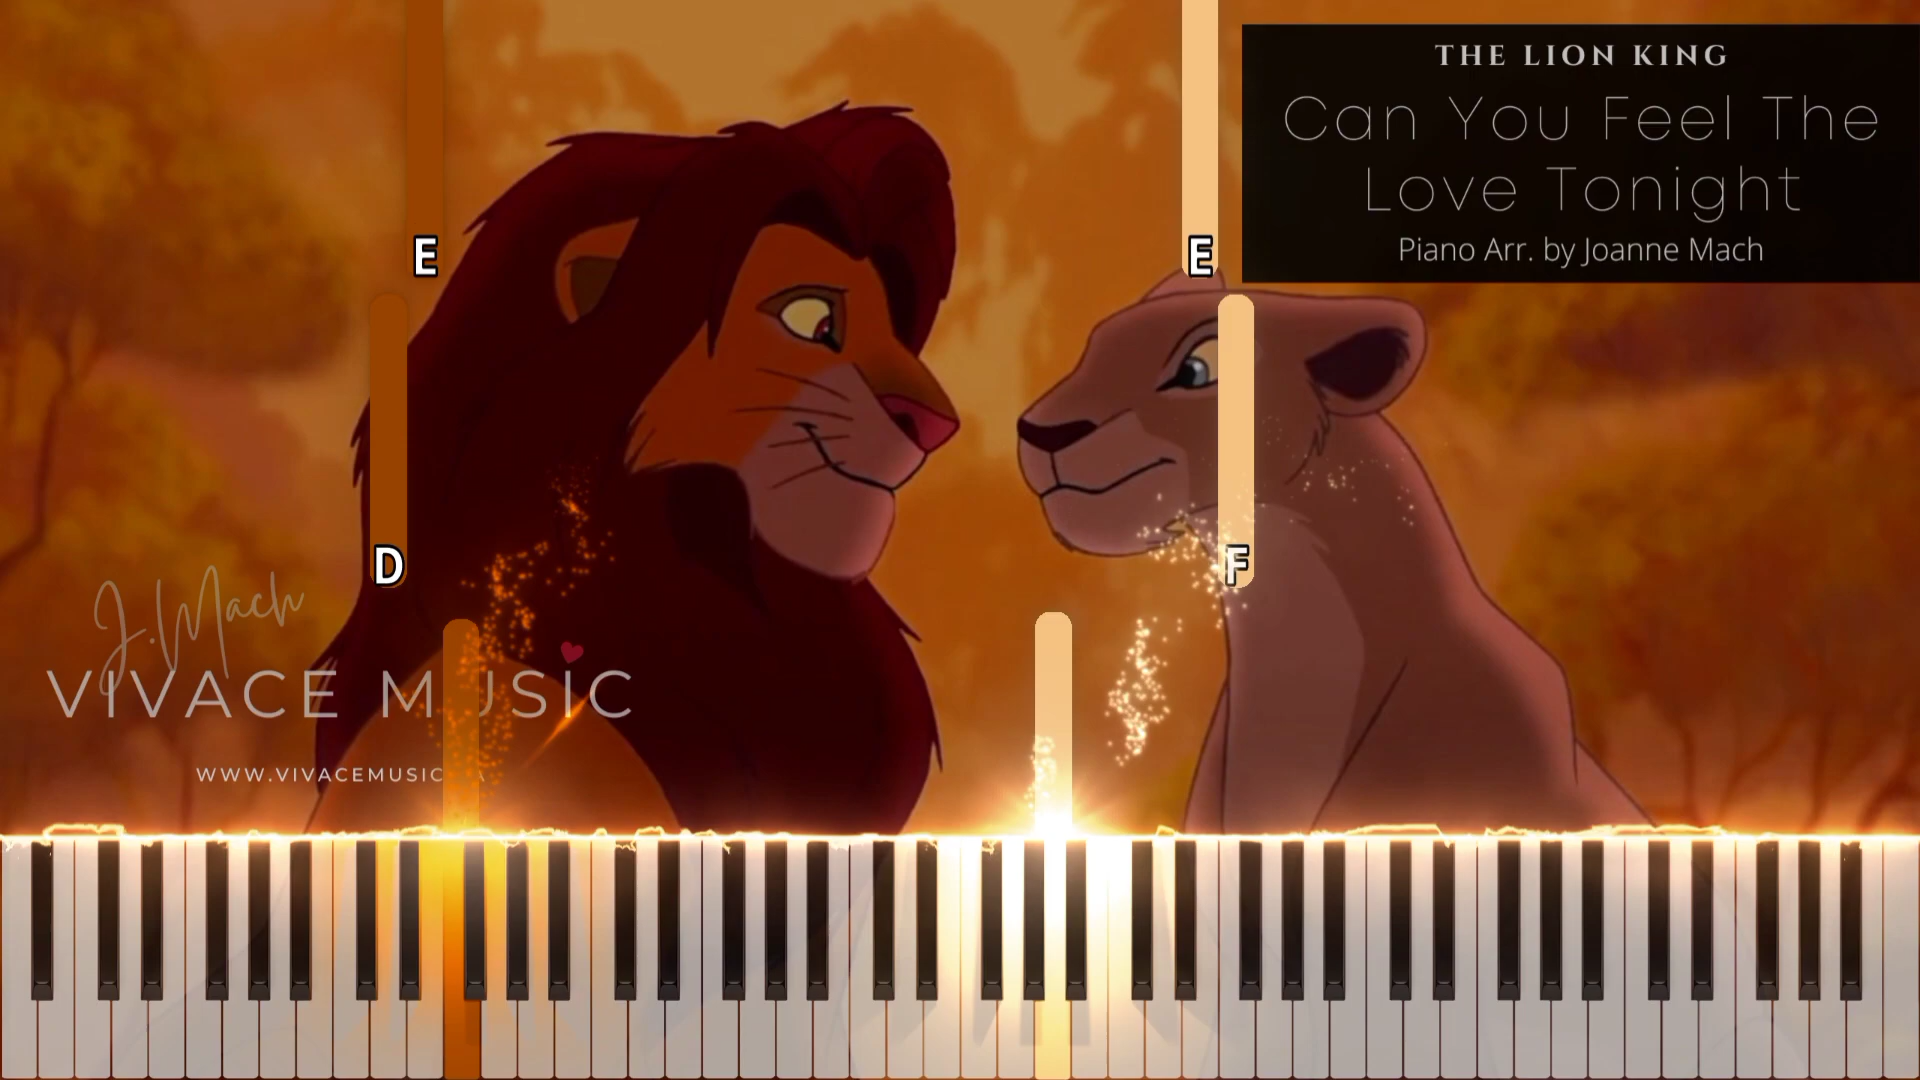 THE LION KING
Can You Feel The
Love Tonight
Piano Arr. by Joanne Mach
E
E
D
F
J.Mach
VIVACE MUSIC
WWW.VIVACEMUSIC